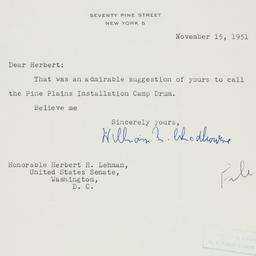 SEVENTY PINE STREET
NEW YORK 5
November 15, 1951
Dear Herbert:
That was an admirable suggestion of yours to call
the Pine Plains Installation Camp Drum.
Believe me
Sincerely yours,
William N.
Honorable Herbert H. Lehman,
United States Senate,
Washington,
D. C.
File